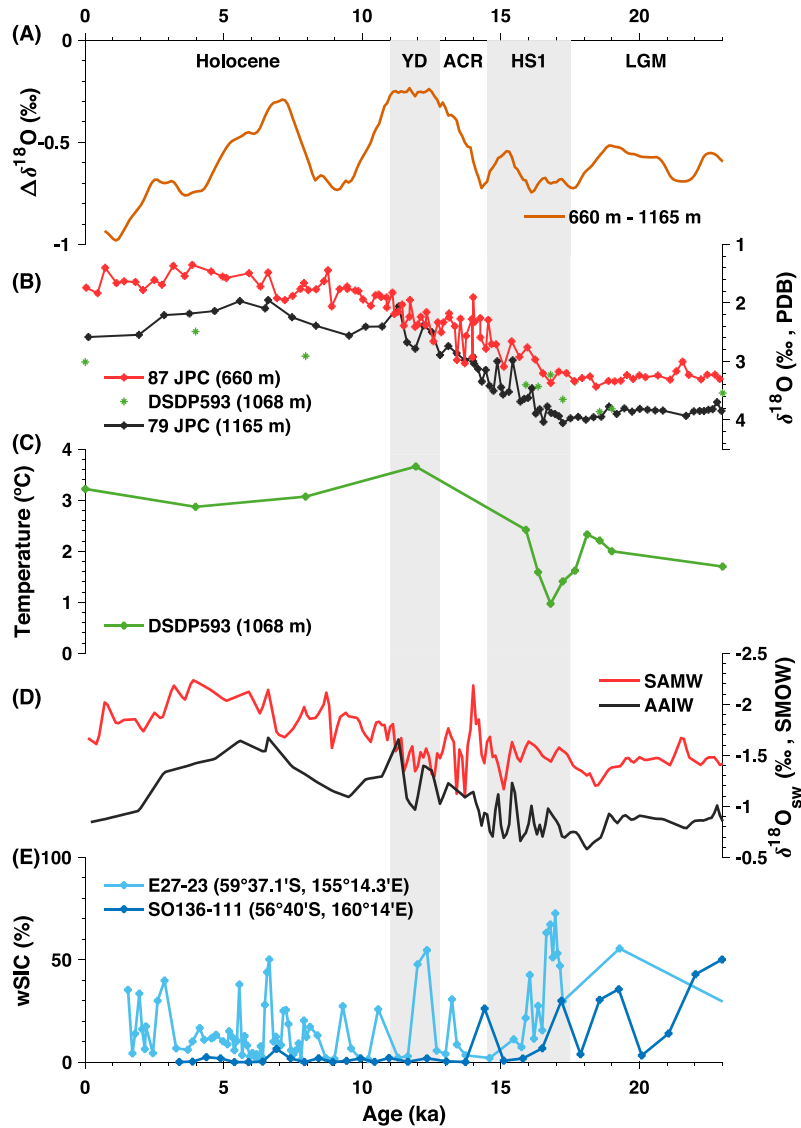 0 5 10 15 20
(A)
0
-0.5
-1
Δδ¹⁸O (‰)
Holocene YD ACR HS1 LGM
660 m - 1165 m
(B)
1
2
3
4
δ¹⁸O (‰, PDB)
87 JPC (660 m)
DSDP593 (1068 m)
79 JPC (1165 m)
(C)
4
3
2
1
0
Temperature (°C)
DSDP593 (1068 m)
(D)
-2.5
-2
-1.5
-1
-0.5
δ¹⁸Osw (‰, SMOW)
SAMW
AAIW
(E)
100
50
0
wSIC (%)
E27-23 (59°37.1'S, 155°14.3'E)
SO136-111 (56°40'S, 160°14'E)
0 5 10 15 20
Age (ka)